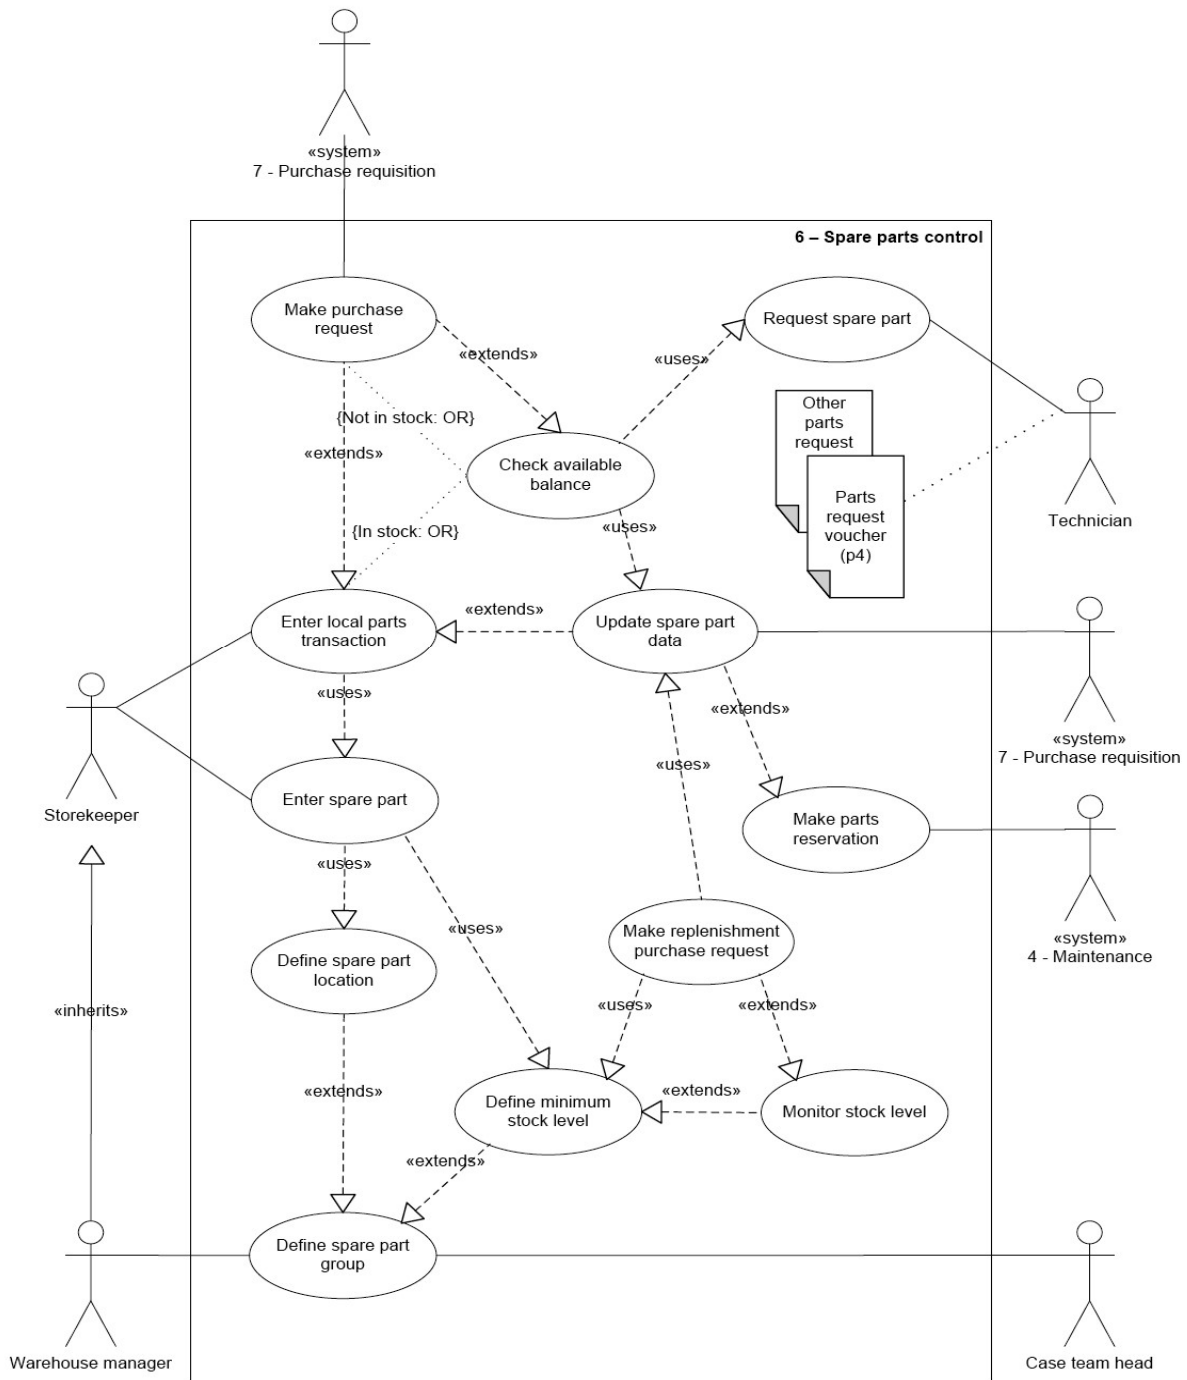 «system»
7 - Purchase requisition
6 – Spare parts control
Make purchase
request
Request spare part
«extends»
«uses»
Other
parts
request
{Not in stock: OR}
«extends»
Check available
balance
Parts
request
voucher
(p4)
Technician
«uses»
{In stock: OR}
Enter local parts
transaction
«extends»
Update spare part
data
«uses»
«extends»
«system»
7 - Purchase requisition
«uses»
Storekeeper
Enter spare part
Make parts
reservation
«uses»
«uses»
Make replenishment
purchase request
«system»
4 - Maintenance
Define spare part
location
«inherits»
«uses»
«extends»
«extends»
Define minimum
stock level
«extends»
Monitor stock level
«extends»
Define spare part
group
Warehouse manager
Case team head